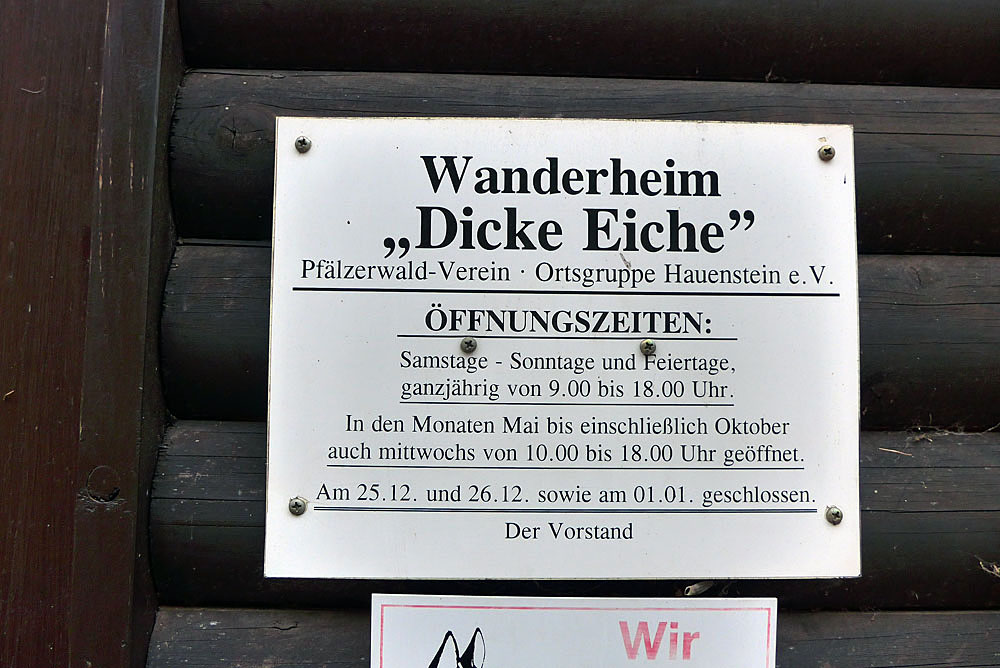 Wanderheim
„Dicke Eiche”
Pfälzerwald-Verein · Ortsgruppe Hauenstein e.V.
ÖFFNUNGSZEITEN:
Samstage - Sonntage und Feiertage,
ganzjährig von 9.00 bis 18.00 Uhr.
In den Monaten Mai bis einschließlich Oktober
auch mittwochs von 10.00 bis 18.00 Uhr geöffnet.
Am 25.12. und 26.12. sowie am 01.01. geschlossen.
Der Vorstand
Wir